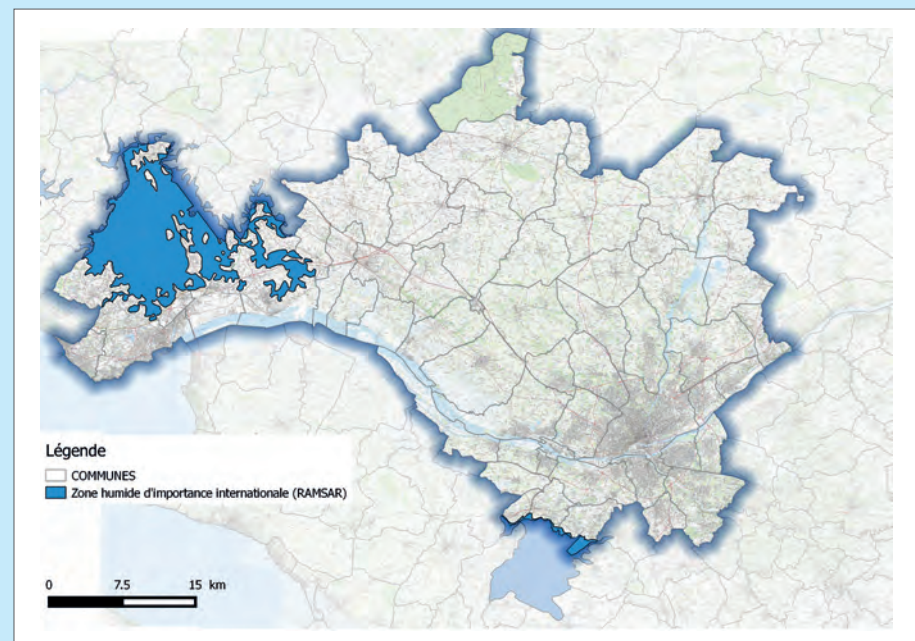 Légende
COMMUNES
Zone humide d'importance internationale (RAMSAR)
0 7.5 15 km